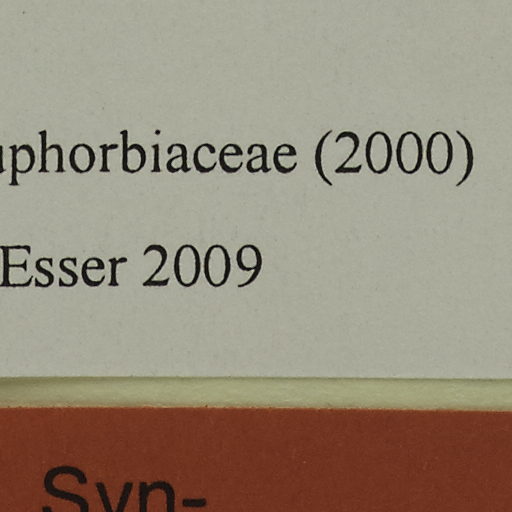 uphorbiaceae (2000)
Esser 2009
Syn-